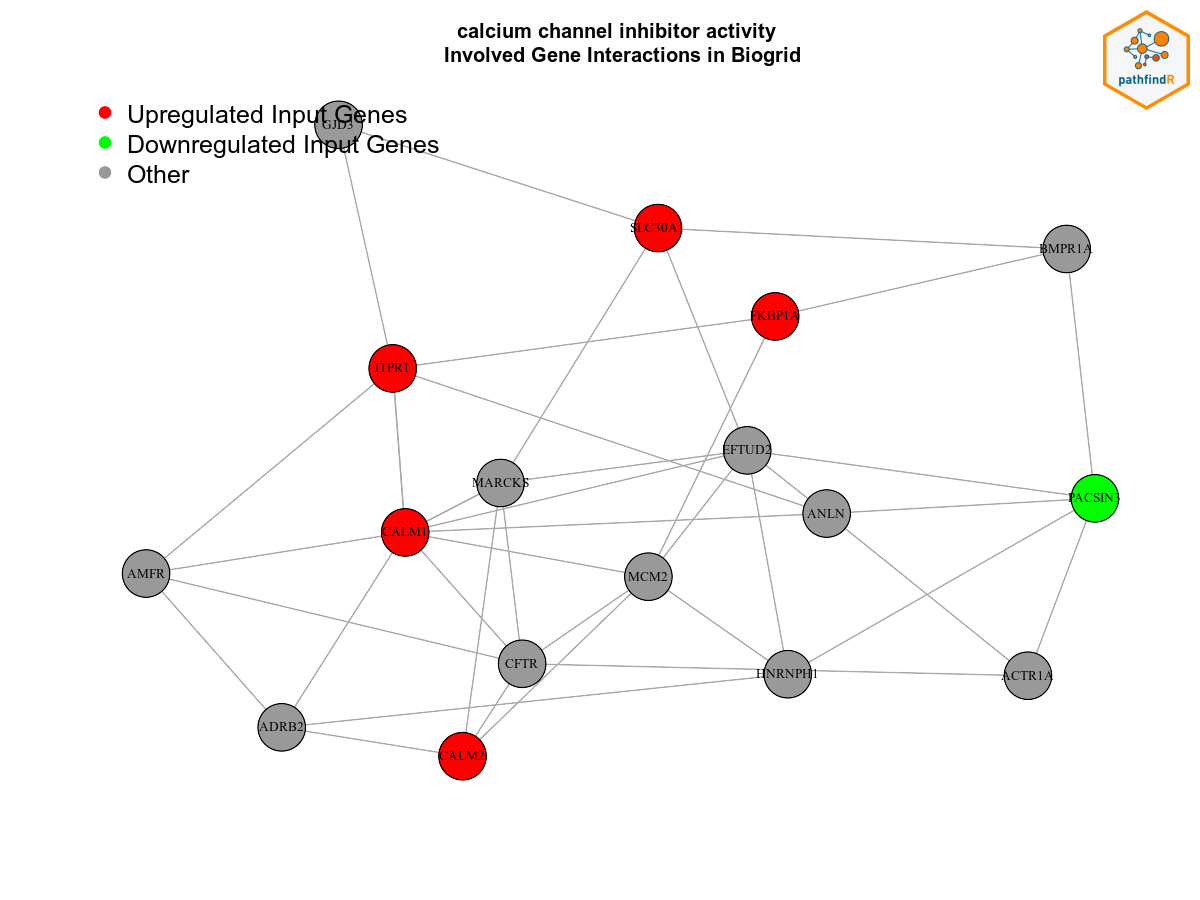 calcium channel inhibitor activity
Involved Gene Interactions in Biogrid
pathfindR
Upregulated Input Genes
GJD3
Downregulated Input Genes
Other
SLC30A
BMPR1A
FKBP1A
ITPR1
EFTUD2
MARCKS
PACSIN3
ANLN
CALM1
AMFR
MCM2
CFTR
HNRNPH1
ACTR1A
ADRB2
CALM2